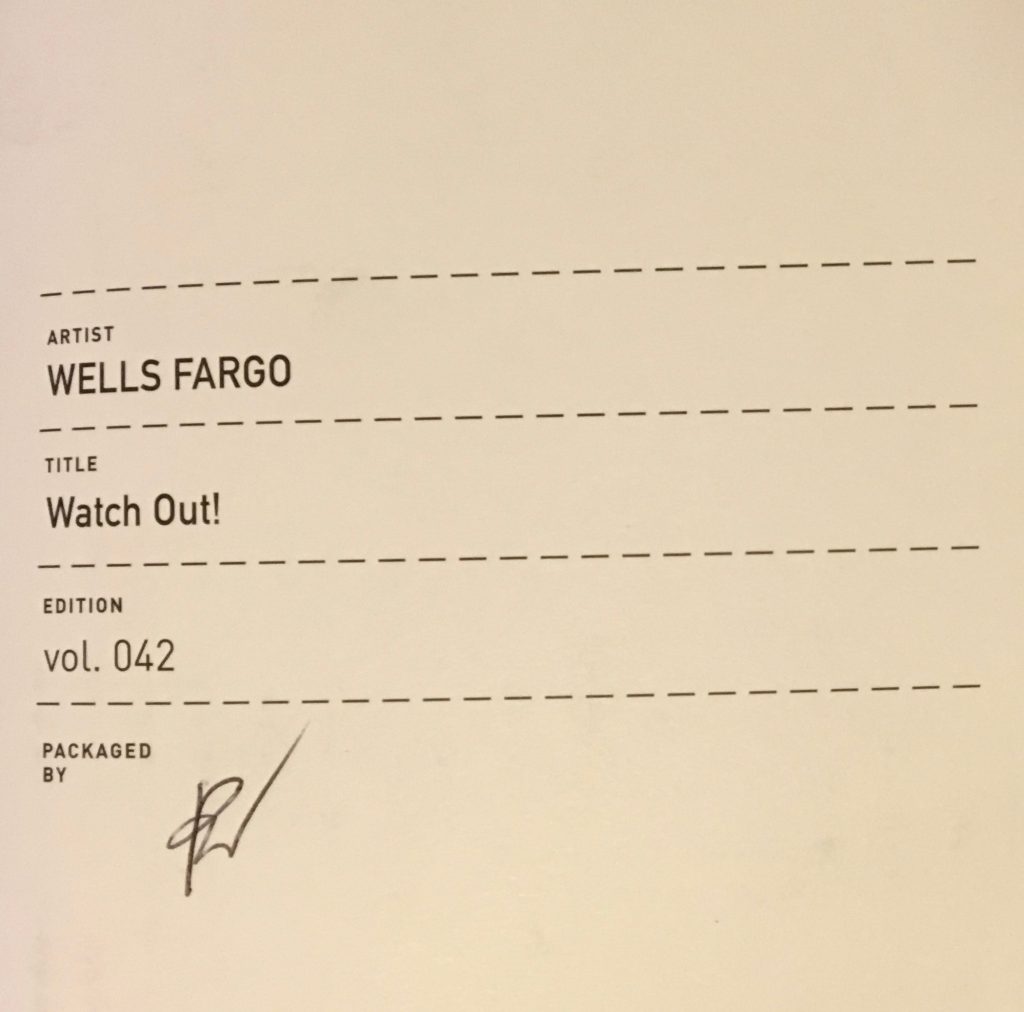 ARTIST
WELLS FARGO
TITLE
Watch Out!
EDITION
vol. 042
PACKAGED
BY